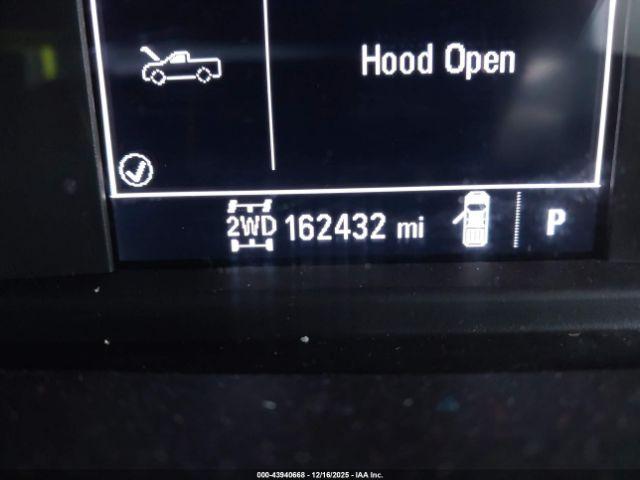 Hood Open
2WD 162432 mi P
000-43940668 - 12/16/2025 - IAA Inc.